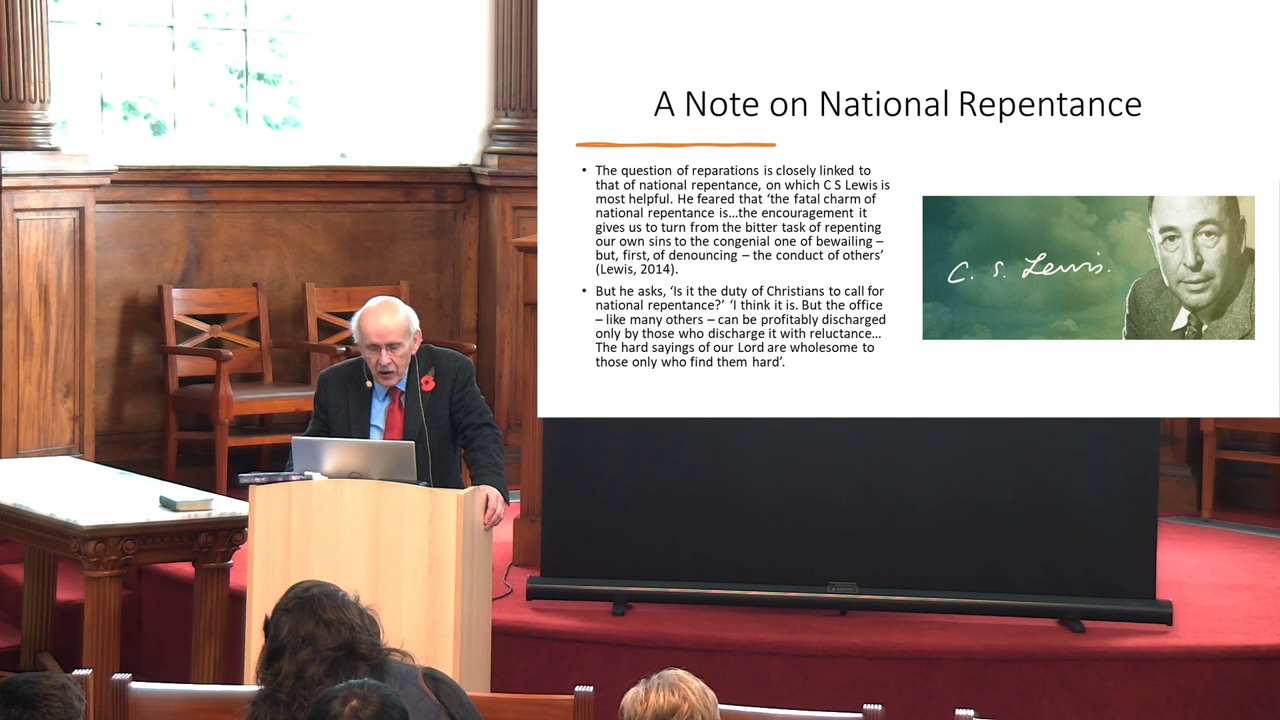 A Note on National Repentance
• The question of reparations is closely linked to
that of national repentance, on which C S Lewis is
most helpful. He feared that ‘the fatal charm of
national repentance is…the encouragement it
gives us to turn from the bitter task of repenting
our own sins to the congenial one of bewailing –
but, first, of denouncing – the conduct of others’
(Lewis, 2014).
• But he asks, ‘Is it the duty of Christians to call for
national repentance?’ ‘I think it is. But the office
– like many others – can be profitably discharged
only by those who discharge it with reluctance…
The hard sayings of our Lord are wholesome to
those only who find them hard’.
C. S. Lewis.